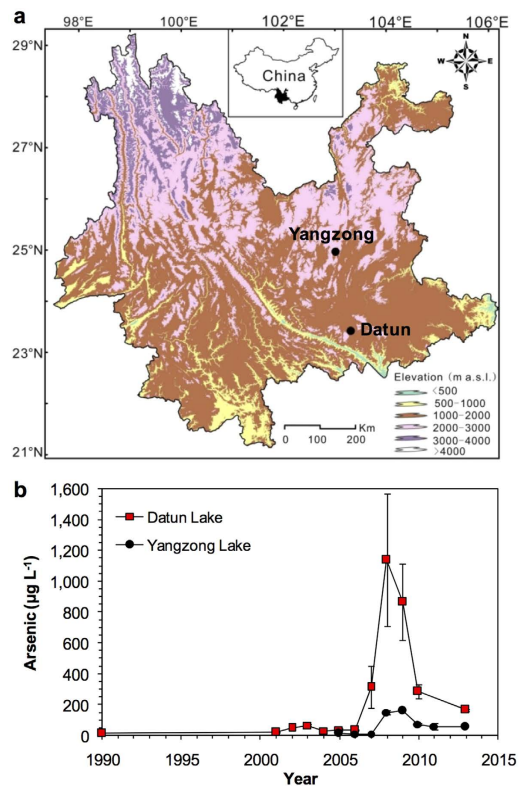 a
98°E 100°E 102°E 104°E 106°E
29°N
27°N
25°N
23°N
21°N
China
N
W E
S
Yangzong
Datun
Elevation (m a.s.l.)
<500
500-1000
1000-2000
2000-3000
3000-4000
>4000
0 100 200
Km
b
Arsenic (µg L-1)
1,600
1,400
1,200
1,000
800
600
400
200
0
Datun Lake
Yangzong Lake
1990 1995 2000 2005 2010 2015
Year